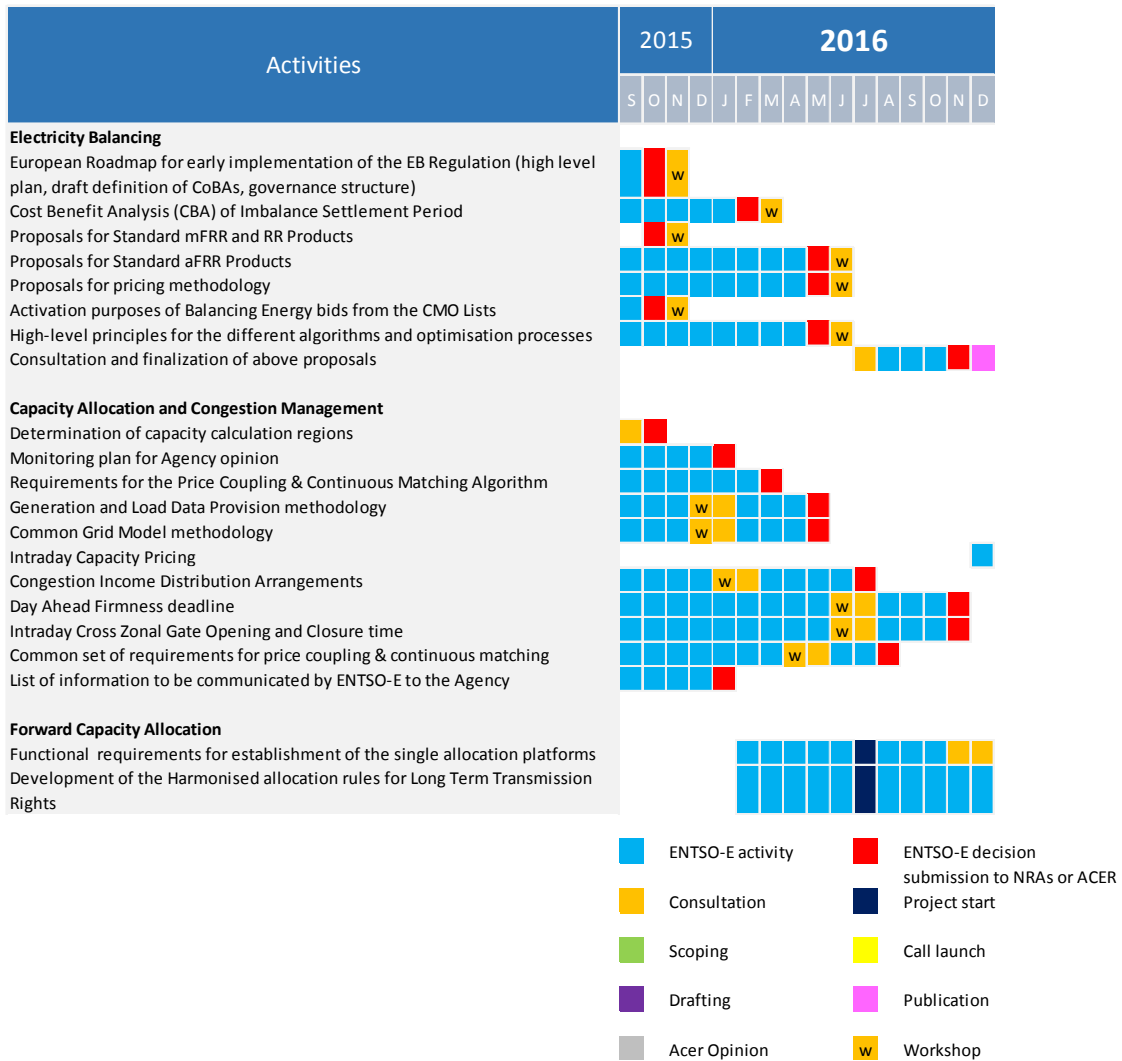 Activities
2015
2016
S O N D J F M A M J J A S O N D
Electricity Balancing
European Roadmap for early implementation of the EB Regulation (high level
plan, draft definition of CoBAs, governance structure)
w
Cost Benefit Analysis (CBA) of Imbalance Settlement Period
w
Proposals for Standard mFRR and RR Products
w
Proposals for Standard aFRR Products
w
Proposals for pricing methodology
w
Activation purposes of Balancing Energy bids from the CMO Lists
w
High-level principles for the different algorithms and optimisation processes
w
Consultation and finalization of above proposals
Capacity Allocation and Congestion Management
Determination of capacity calculation regions
Monitoring plan for Agency opinion
Requirements for the Price Coupling & Continuous Matching Algorithm
Generation and Load Data Provision methodology
w
Common Grid Model methodology
w
Intraday Capacity Pricing
Congestion Income Distribution Arrangements
w
Day Ahead Firmness deadline
w
Intraday Cross Zonal Gate Opening and Closure time
w
Common set of requirements for price coupling & continuous matching
w
List of information to be communicated by ENTSO-E to the Agency
Forward Capacity Allocation
Functional requirements for establishment of the single allocation platforms
Development of the Harmonised allocation rules for Long Term Transmission
Rights
ENTSO-E activity
ENTSO-E decision
submission to NRAs or ACER
Consultation
Project start
Scoping
Call launch
Drafting
Publication
Acer Opinion
w Workshop